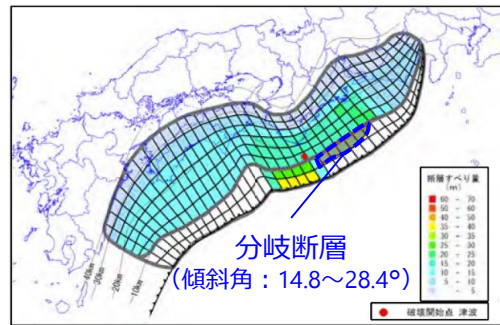 断層すべり量
(m)
60 - 70
50 - 60
40 - 50
35 - 40
30 - 35
25 - 30
20 - 25
15 - 20
10 - 15
5 - 10
- 5
破壊開始点 津波
40km
30km
20km
10km
分岐断層
(傾斜角：14.8～28.4°)